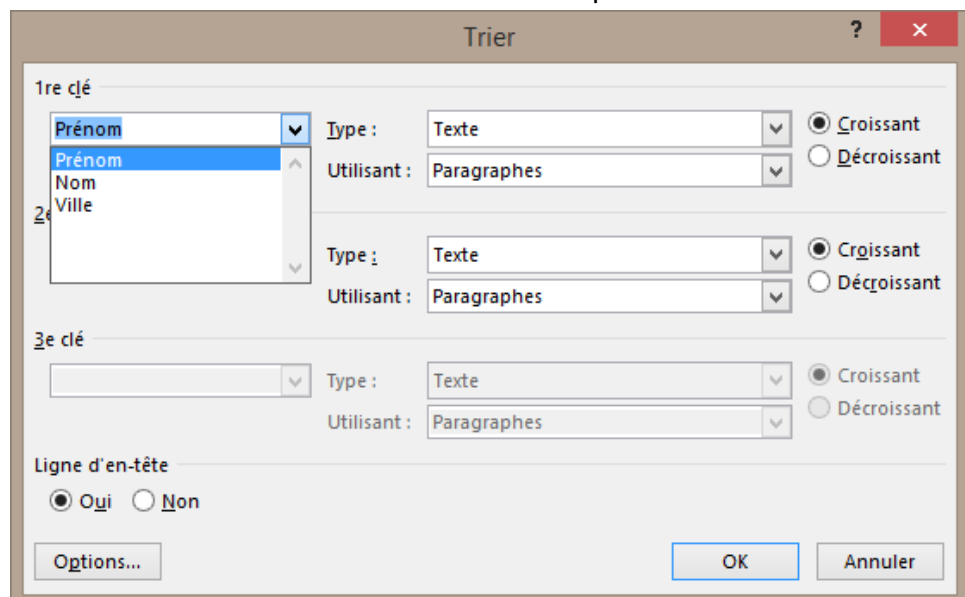 Trier
?
1re clé
Prénom Type : Texte Croissant
Prénom Utilisant : Paragraphes Décroissant
Nom
Ville
2e
Type : Texte Croissant
Utilisant : Paragraphes Décroissant
3e clé
Type : Texte Croissant
Utilisant : Paragraphes Décroissant
Ligne d'en-tête
Oui Non
Options... OK Annuler